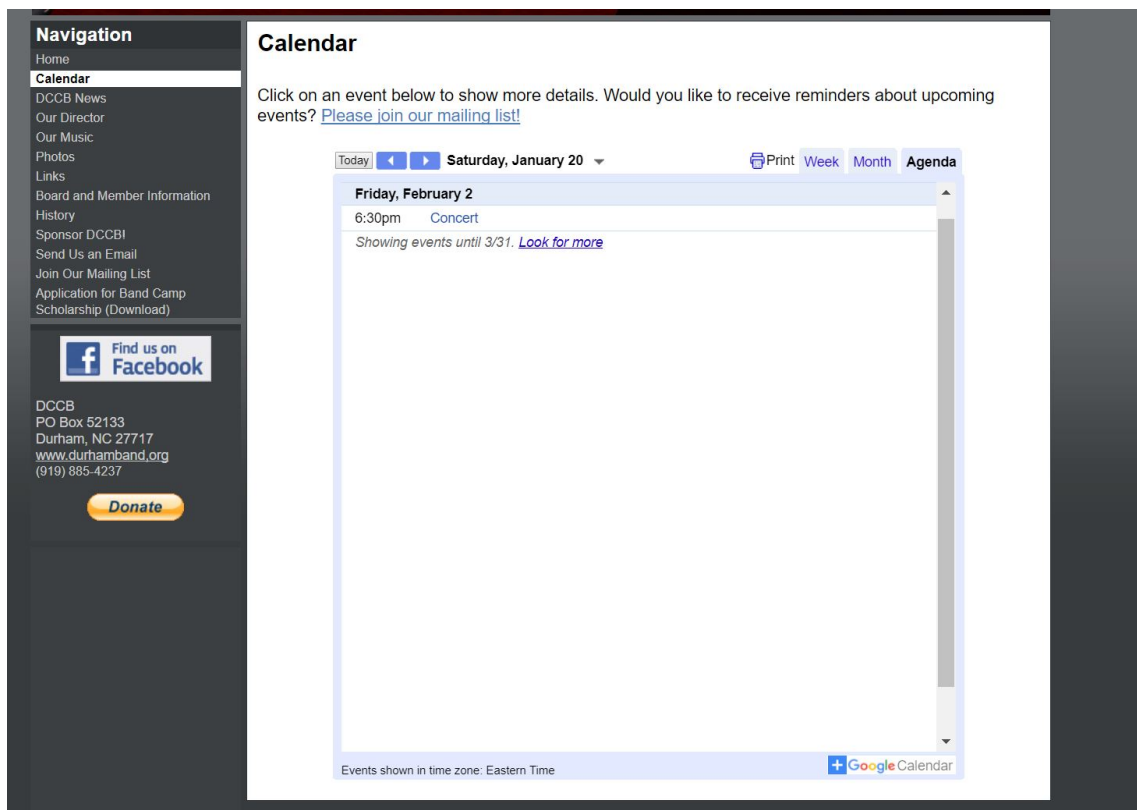 Navigation
Home
Calendar
DCCB News
Our Director
Our Music
Photos
Links
Board and Member Information
History
Sponsor DCCB!
Send Us an Email
Join Our Mailing List
Application for Band Camp
Scholarship (Download)
Find us on
Facebook
DCCB
PO Box 52133
Durham, NC 27717
www.durhamband,org
(919) 885-4237
Donate
Calendar
Click on an event below to show more details. Would you like to receive reminders about upcoming
events? Please join our mailing list!
Today Saturday, January 20 Print Week Month Agenda
Friday, February 2
6:30pm Concert
Showing events until 3/31. Look for more
Events shown in time zone: Eastern Time
Google Calendar